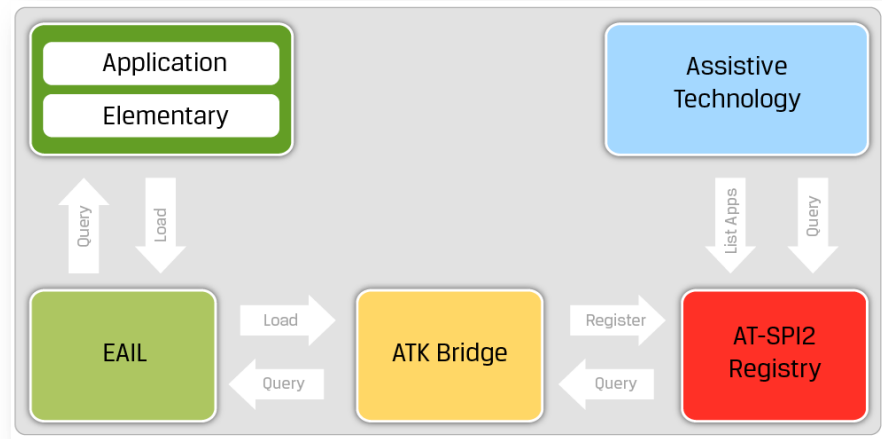 Application
Elementary
Assistive
Technology
Query
Load
List Apps
Query
EAIL
Load
Query
ATK Bridge
Register
Query
AT-SPI2
Registry